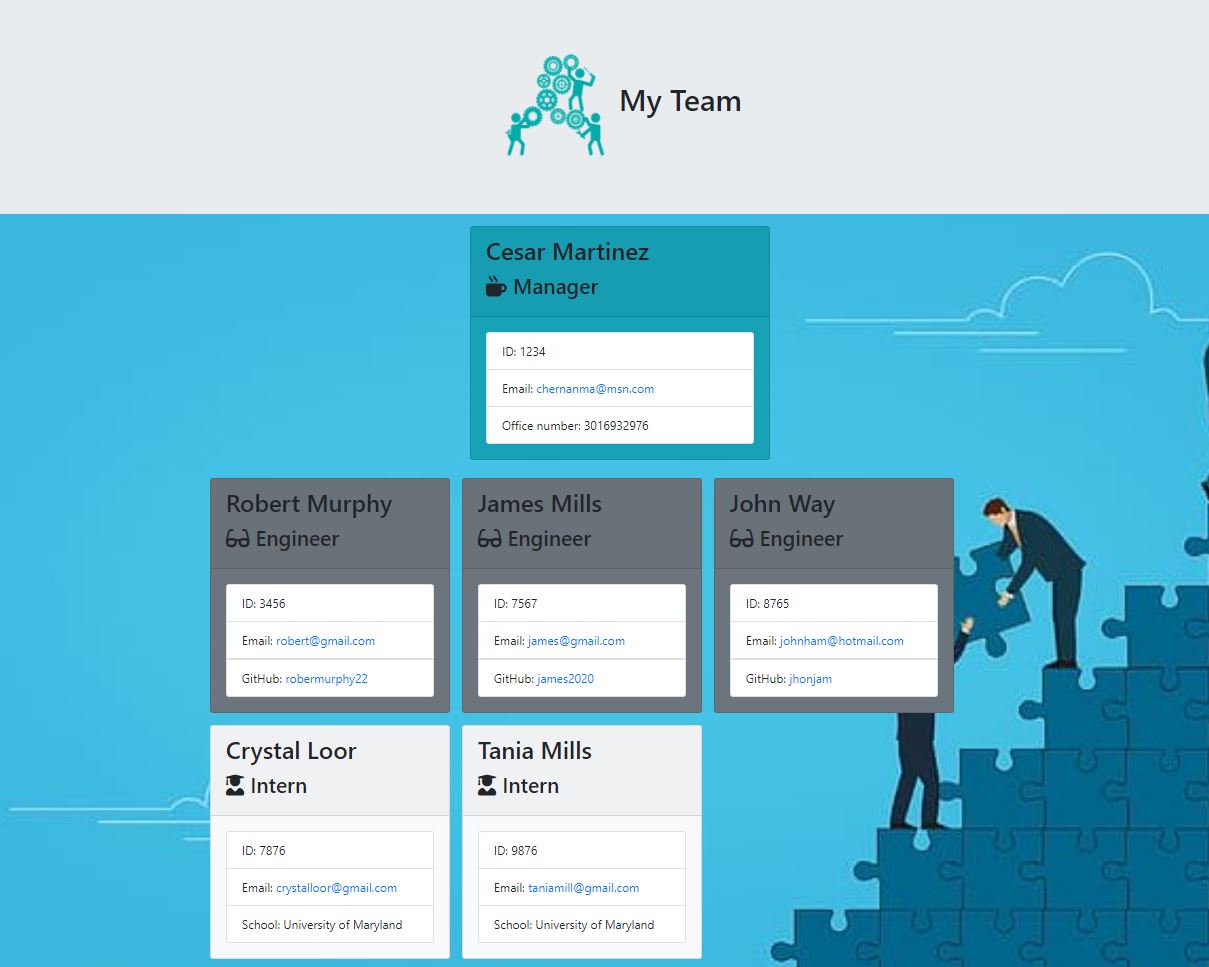 My Team
Cesar Martinez
Manager
ID: 1234
Email: chernanma@msn.com
Office number: 3016932976
Robert Murphy
Engineer
ID: 3456
Email: robert@gmail.com
GitHub: robermurphy22
James Mills
Engineer
ID: 7567
Email: james@gmail.com
GitHub: james2020
John Way
Engineer
ID: 8765
Email: johnham@hotmail.com
GitHub: jhonjam
Crystal Loor
Intern
ID: 7876
Email: crystalloor@gmail.com
School: University of Maryland
Tania Mills
Intern
ID: 9876
Email: taniamill@gmail.com
School: University of Maryland